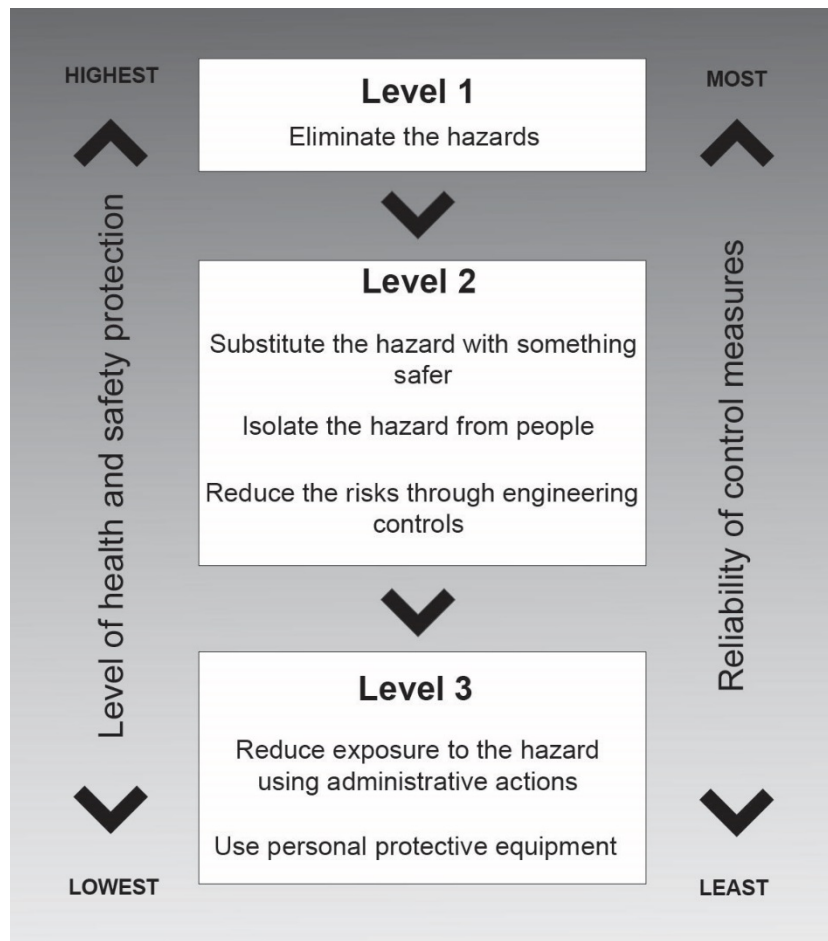 HIGHEST
MOST
Level 1
Eliminate the hazards
Level of health and safety protection
Reliability of control measures
Level 2
Substitute the hazard with something
safer
Isolate the hazard from people
Reduce the risks through engineering
controls
Level 3
Reduce exposure to the hazard
using administrative actions
Use personal protective equipment
LOWEST
LEAST